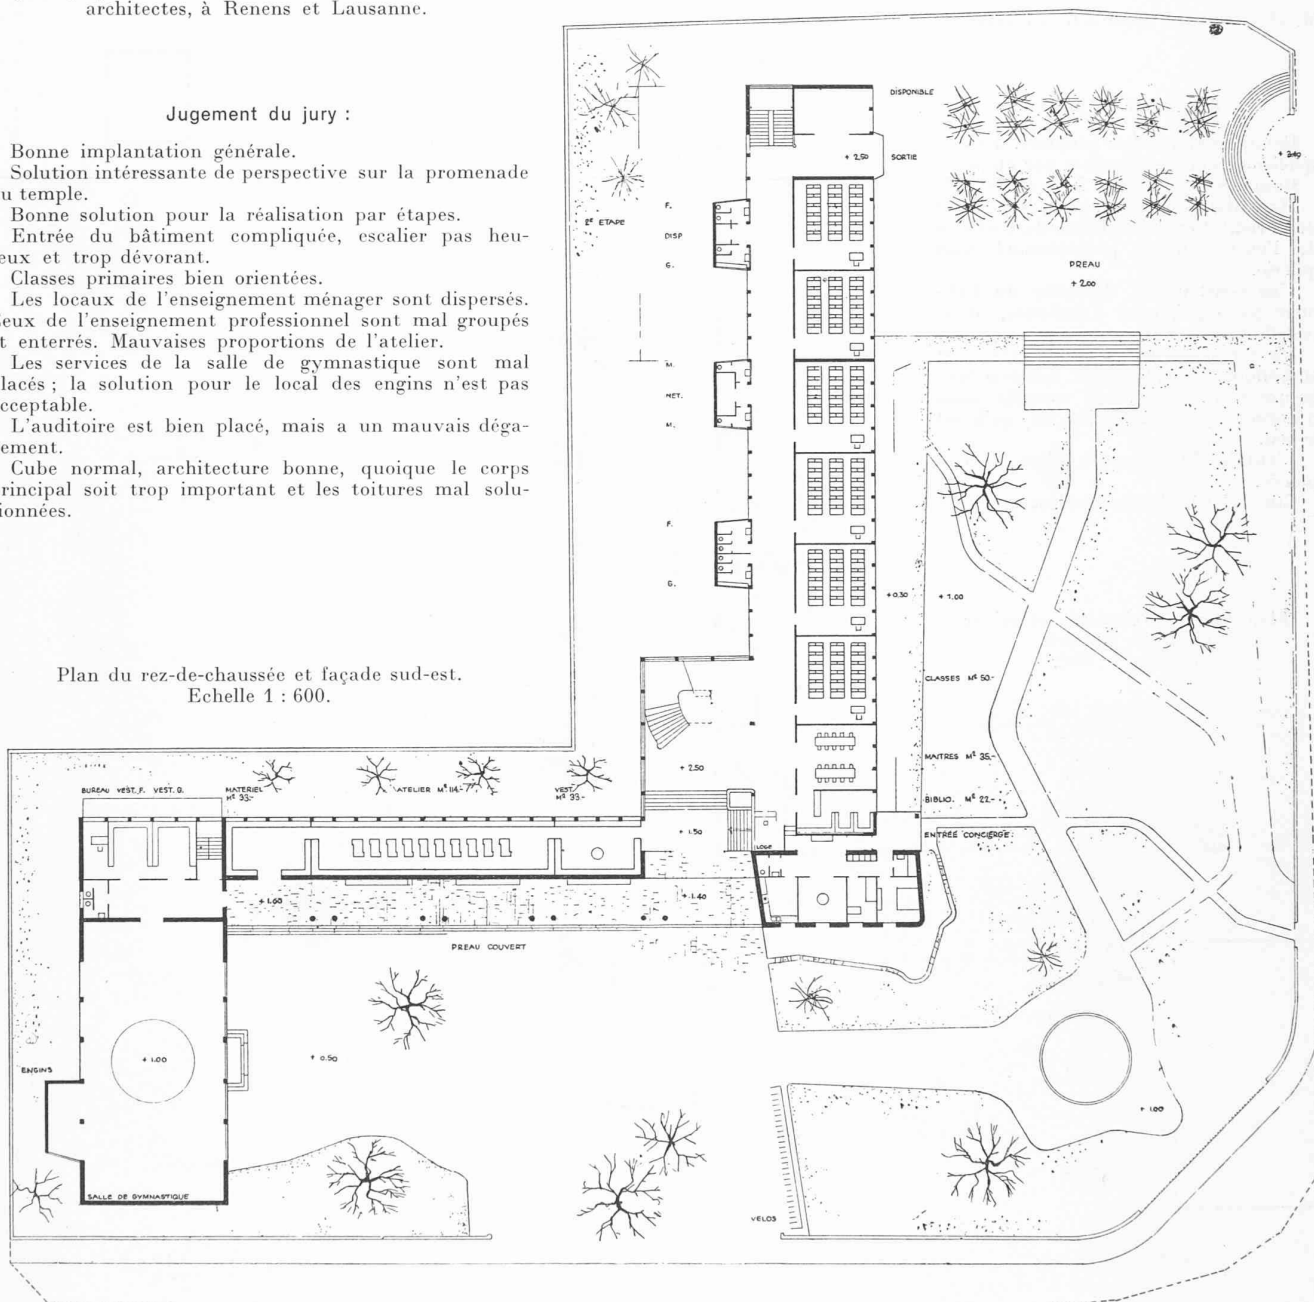 architectes, à Renens et Lausanne.
Jugement du jury :
Bonne implantation générale.
Solution intéressante de perspective sur la promenade
u temple.
Bonne solution pour la réalisation par étapes.
Entrée du bâtiment compliquée, escalier pas heu-
eux et trop dévorant.
Classes primaires bien orientées.
Les locaux de l'enseignement ménager sont dispersés.
eux de l'enseignement professionnel sont mal groupés
t enterrés. Mauvaises proportions de l'atelier.
Les services de la salle de gymnastique sont mal
lacés ; la solution pour le local des engins n'est pas
cceptable.
L'auditoire est bien placé, mais a un mauvais déga-
ement.
Cube normal, architecture bonne, quoique le corps
rincipal soit trop important et les toitures mal solu-
ionnées.
Plan du rez-de-chaussée et façade sud-est.
Echelle 1 : 600.
DISPONIBLE
+ 2.50
SORTIE
+ 3.40
F.
2E ETAPE
DISP
G.
PREAU
+ 2.00
M.
NET.
M.
F.
G.
+ 0.30
+ 1.00
CLASSES M2 50.-
+ 2.50
MAITRES M2 35.-
BIBLIO. M2 22.-
ENTRÉE CONCIERGE
BUREAU VEST. F. VEST. G.
MATERIEL
M2 33.-
ATELIER M2 114.-
VEST.
M2 33.-
+ 1.50
LOGE
+ 1.60
+ 1.40
PREAU COUVERT
+ 1.00
+ 0.50
ENGINS
+ 1.00
SALLE DE GYMNASTIQUE
VELOS